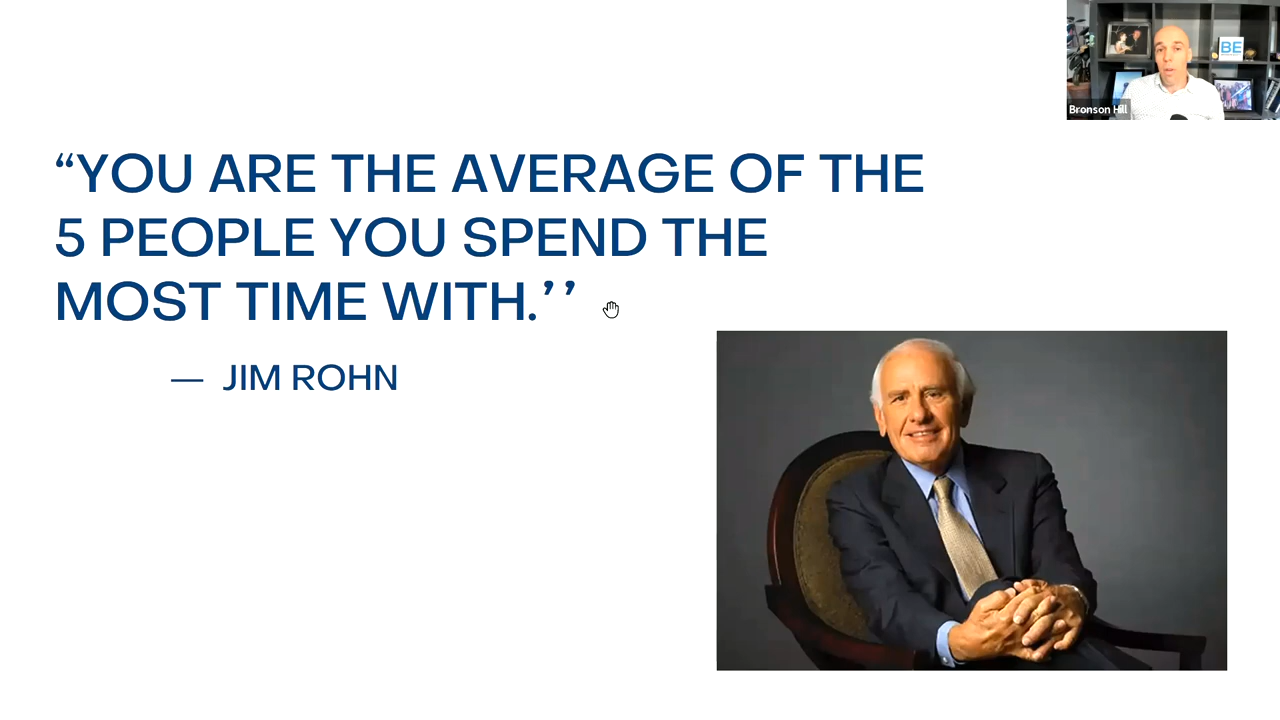 BE
Bronson Hill
“YOU ARE THE AVERAGE OF THE
5 PEOPLE YOU SPEND THE
MOST TIME WITH.’’
— JIM ROHN